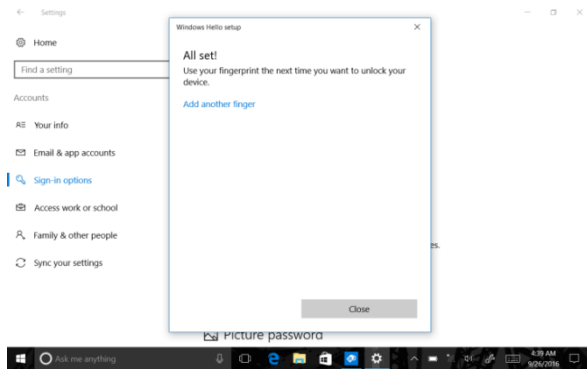 Settings
Home
Find a setting
Accounts
Your info
Email & app accounts
Sign-in options
Access work or school
Family & other people
Sync your settings
Windows Hello setup
All set!
Use your fingerprint the next time you want to unlock your
device.
Add another finger
es.
Close
Picture password
Ask me anything
4:39 AM
9/26/2016